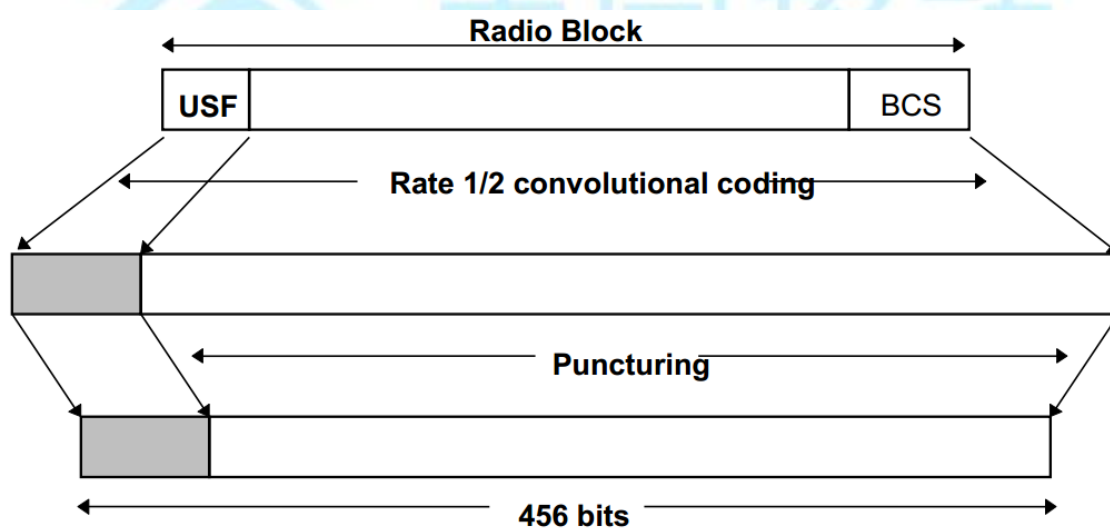 Radio Block
USF
BCS
Rate 1/2 convolutional coding
Puncturing
456 bits